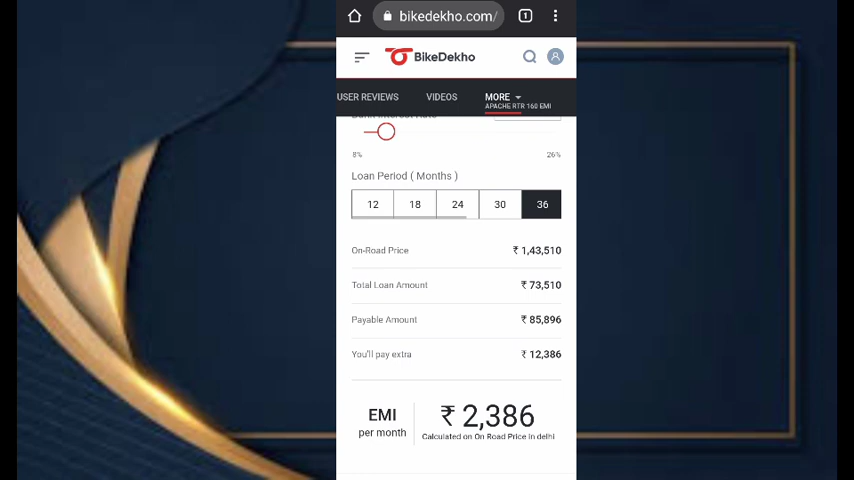 bikedekho.com/
1
BikeDekho
USER REVIEWS
VIDEOS
MORE
APACHE RTR 160 EMI
8%
26%
Loan Period ( Months )
12
18
24
30
36
On-Road Price
₹ 1,43,510
Total Loan Amount
₹ 73,510
Payable Amount
₹ 85,896
You'll pay extra
₹ 12,386
EMI
per month
₹ 2,386
Calculated on On Road Price In delhi